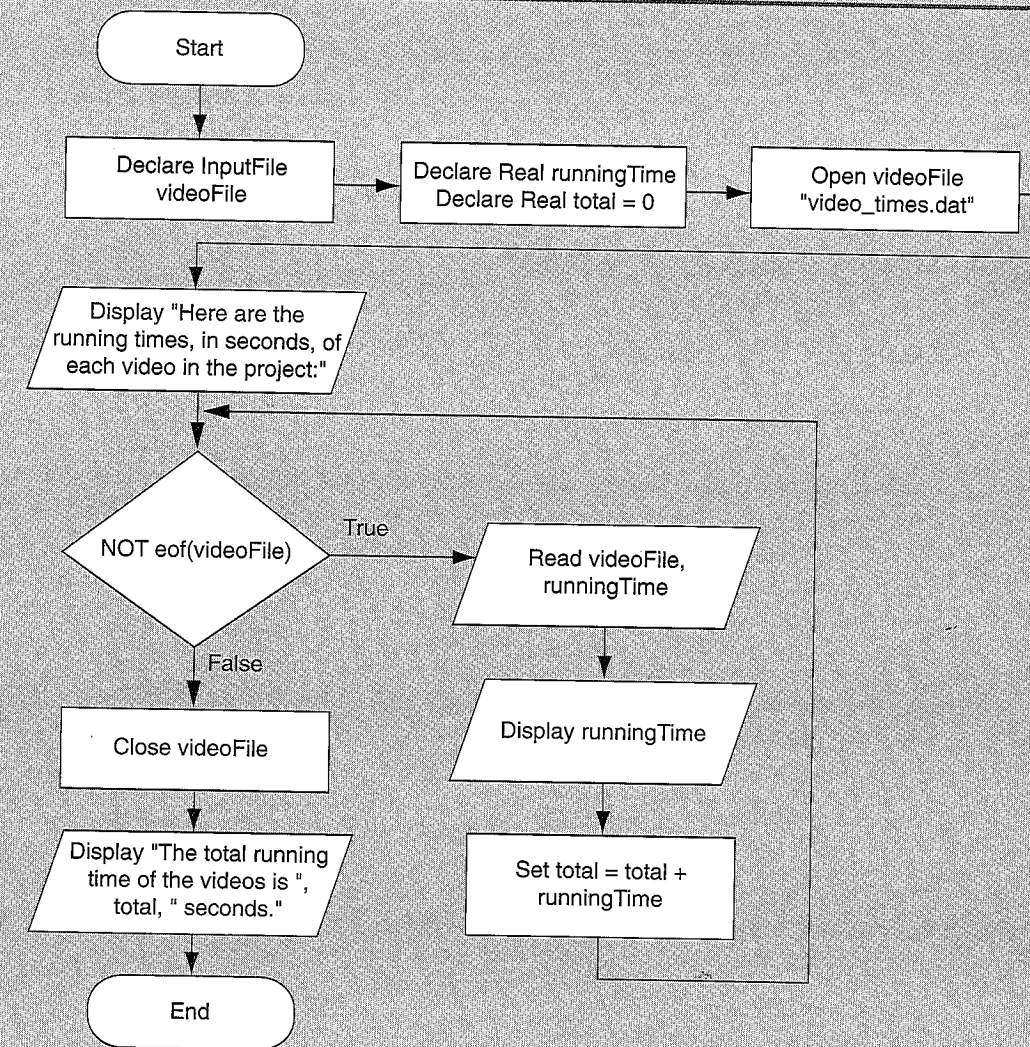 Start
Declare InputFile
videoFile
Declare Real runningTime
Declare Real total = 0
Open videoFile
"video_times.dat"
Display "Here are the
running times, in seconds, of
each video in the project:"
NOT eof(videoFile)
True
Read videoFile,
runningTime
Display runningTime
Set total = total +
runningTime
False
Close videoFile
Display "The total running
time of the videos is ",
total, " seconds."
End